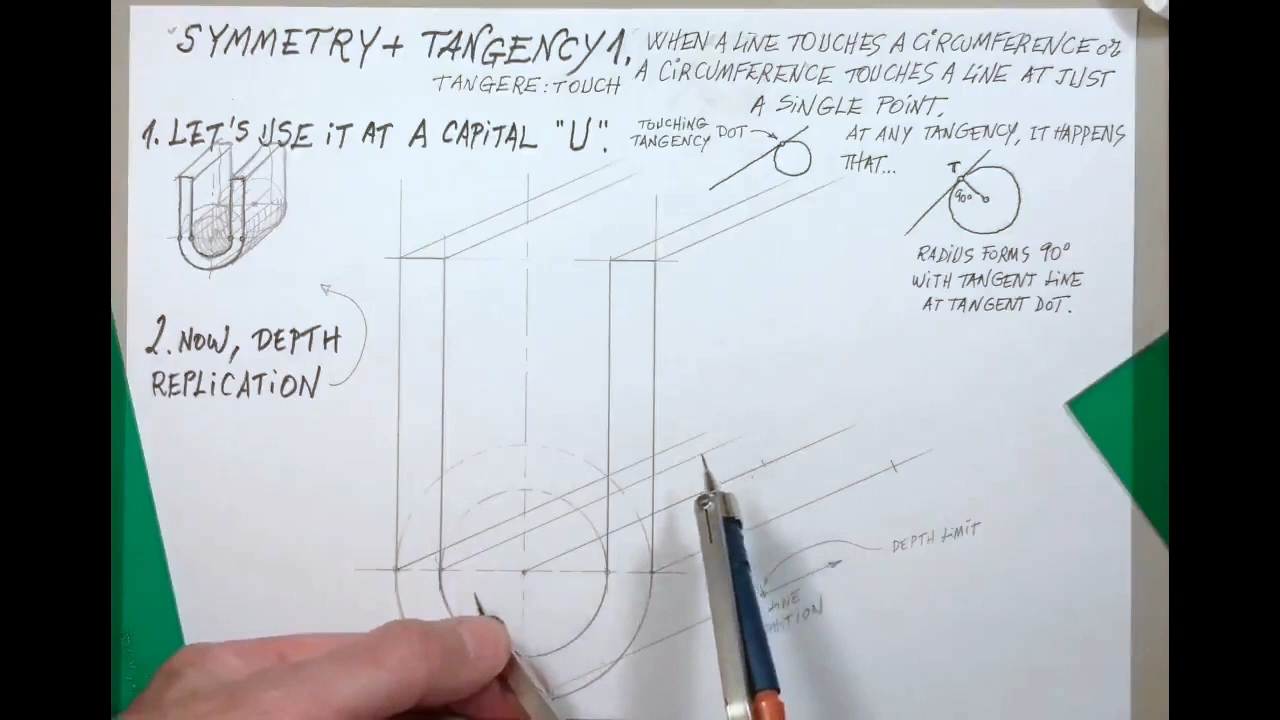 SYMMETRY + TANGENCY 1.
TANGERE: TOUCH
WHEN A LINE TOUCHES A CIRCUMFERENCE or
A CIRCUMFERENCE TOUCHES A LINE AT JUST
A SINGLE POINT.
1. LET'S USE IT AT A CAPITAL "U".
TOUCHING
TANGENCY DOT
AT ANY TANGENCY, IT HAPPENS
THAT...
T
90°
RADIUS FORMS 90°
WITH TANGENT LINE
AT TANGENT DOT.
2. NOW, DEPTH
REPLICATION
DEPTH LIMIT